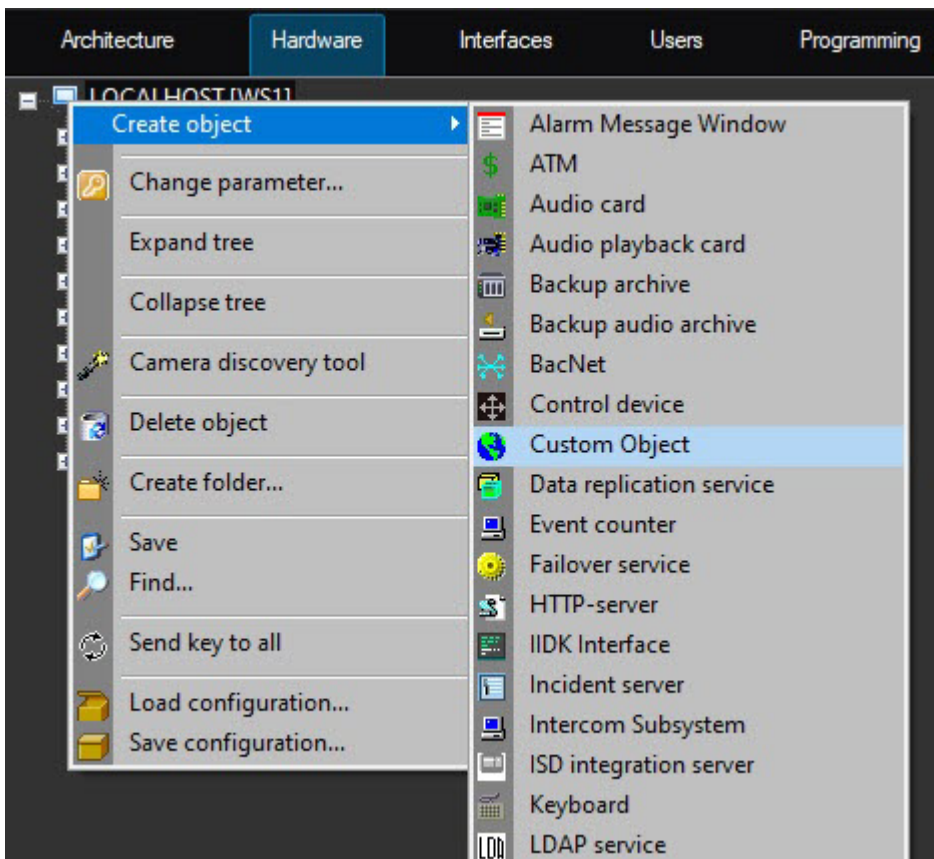 Architecture Hardware Interfaces Users Programming
LOCALHOST [WS1]
Create object
Change parameter...
Expand tree
Collapse tree
Camera discovery tool
Delete object
Create folder...
Save
Find...
Send key to all
Load configuration...
Save configuration...
Alarm Message Window
ATM
Audio card
Audio playback card
Backup archive
Backup audio archive
BacNet
Control device
Custom Object
Data replication service
Event counter
Failover service
HTTP-server
IIDK Interface
Incident server
Intercom Subsystem
ISD integration server
Keyboard
LDAP service